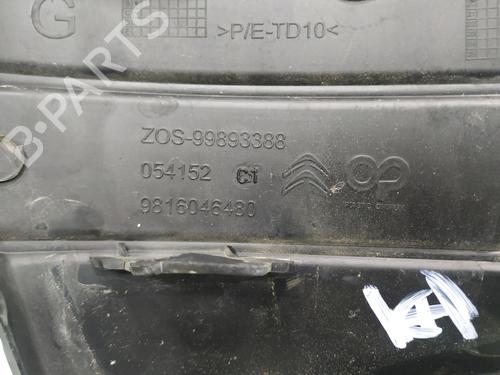 G
>P/E-TD10<
B-PARTS
ZOS-99893388
054152 C1
9816046480